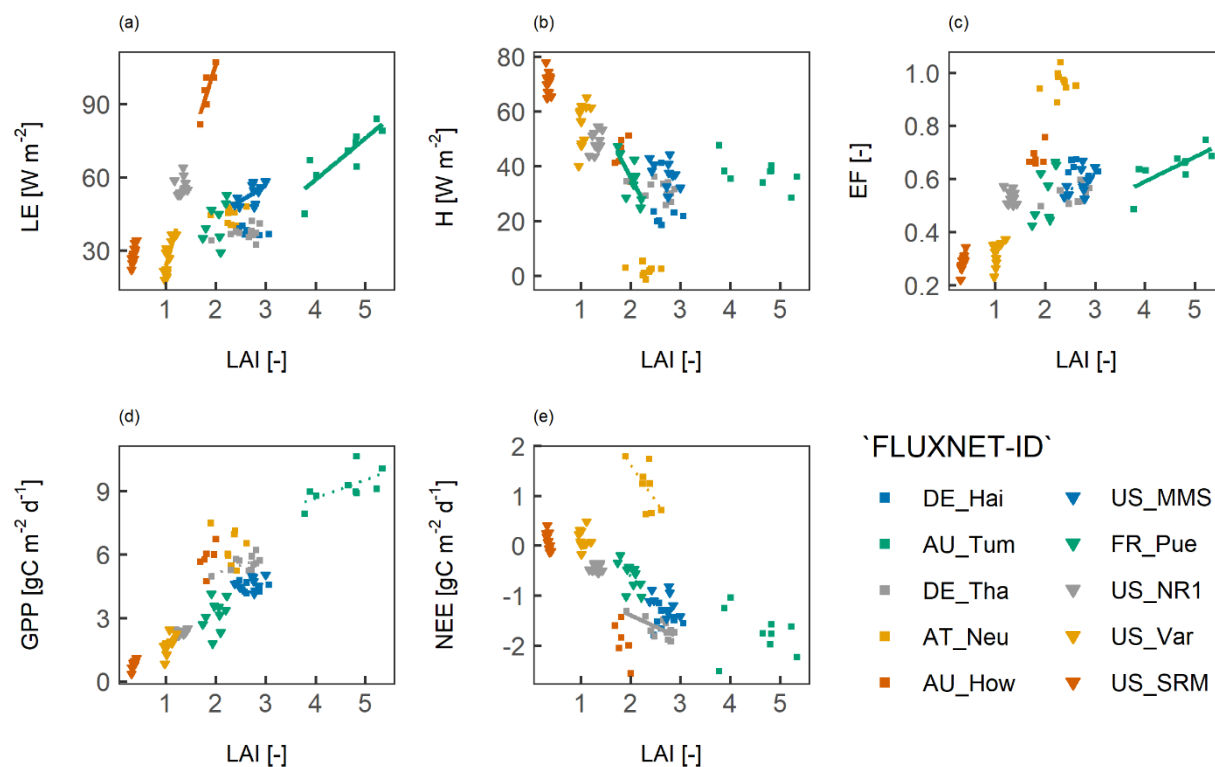 (a)
90
60
30
LE [W m⁻²]
1 2 3 4 5
LAI [-]
(b)
80
60
40
20
0
H [W m⁻²]
1 2 3 4 5
LAI [-]
(c)
1.0
0.8
0.6
0.4
0.2
EF [-]
1 2 3 4 5
LAI [-]
(d)
9
6
3
0
GPP [gC m⁻² d⁻¹]
1 2 3 4 5
LAI [-]
(e)
2
1
0
-1
-2
NEE [gC m⁻² d⁻¹]
1 2 3 4 5
LAI [-]
`FLUXNET-ID`
DE_Hai US_MMS
AU_Tum FR_Pue
DE_Tha US_NR1
AT_Neu US_Var
AU_How US_SRM